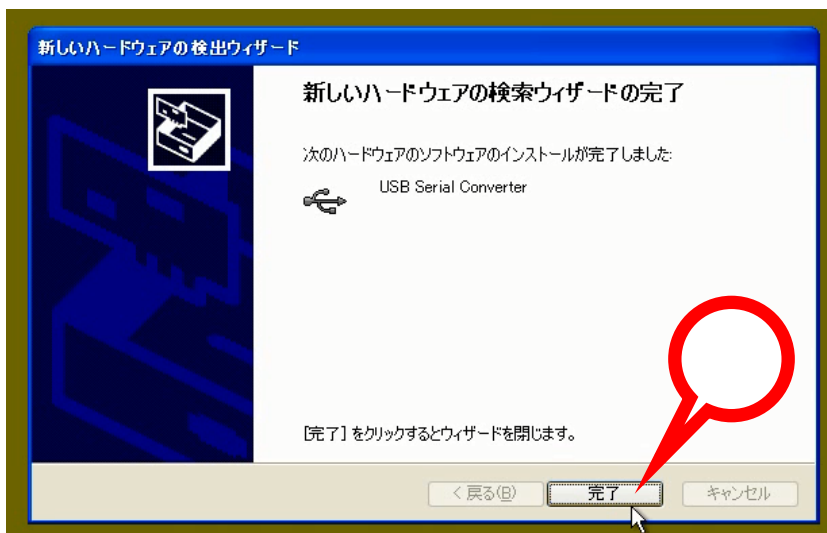 新しいハードウェアの検出ウィザード
新しいハードウェアの検索ウィザードの完了
次のハードウェアのソフトウェアのインストールが完了しました:
USB Serial Converter
[完了] をクリックするとウィザードを閉じます。
< 戻る(B)
完了
キャンセル